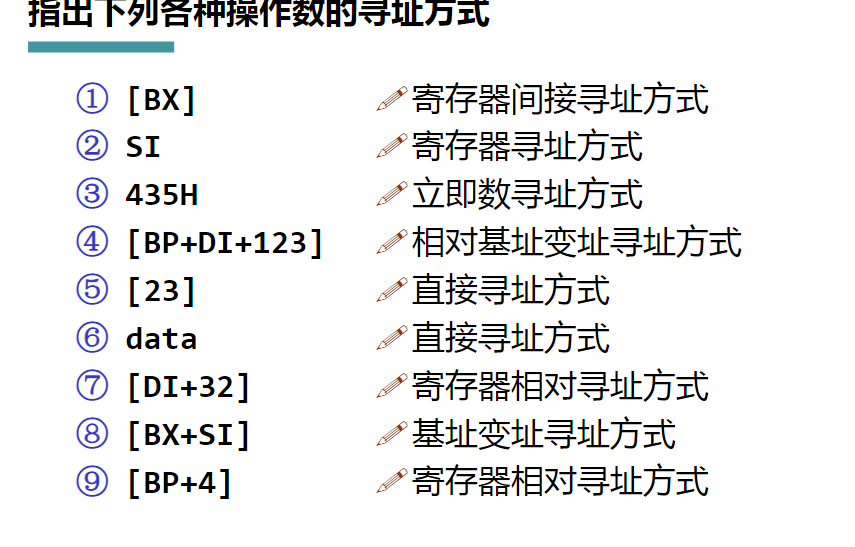 指出下列各种操作数的寻址方式
① [BX] 寄存器间接寻址方式
② SI 寄存器寻址方式
③ 435H 立即数寻址方式
④ [BP+DI+123] 相对基址变址寻址方式
⑤ [23] 直接寻址方式
⑥ data 直接寻址方式
⑦ [DI+32] 寄存器相对寻址方式
⑧ [BX+SI] 基址变址寻址方式
⑨ [BP+4] 寄存器相对寻址方式